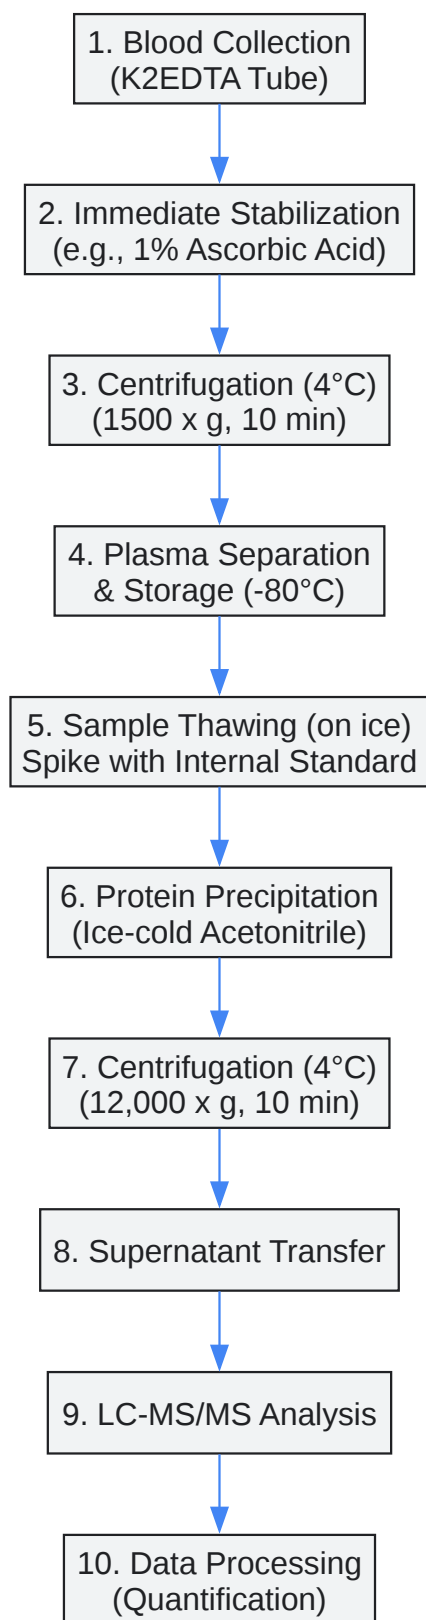 1. Blood Collection
(K2EDTA Tube)
2. Immediate Stabilization
(e.g., 1% Ascorbic Acid)
3. Centrifugation (4°C)
(1500 x g, 10 min)
4. Plasma Separation
& Storage (-80°C)
5. Sample Thawing (on ice)
Spike with Internal Standard
6. Protein Precipitation
(Ice-cold Acetonitrile)
7. Centrifugation (4°C)
(12,000 x g, 10 min)
8. Supernatant Transfer
9. LC-MS/MS Analysis
10. Data Processing
(Quantification)